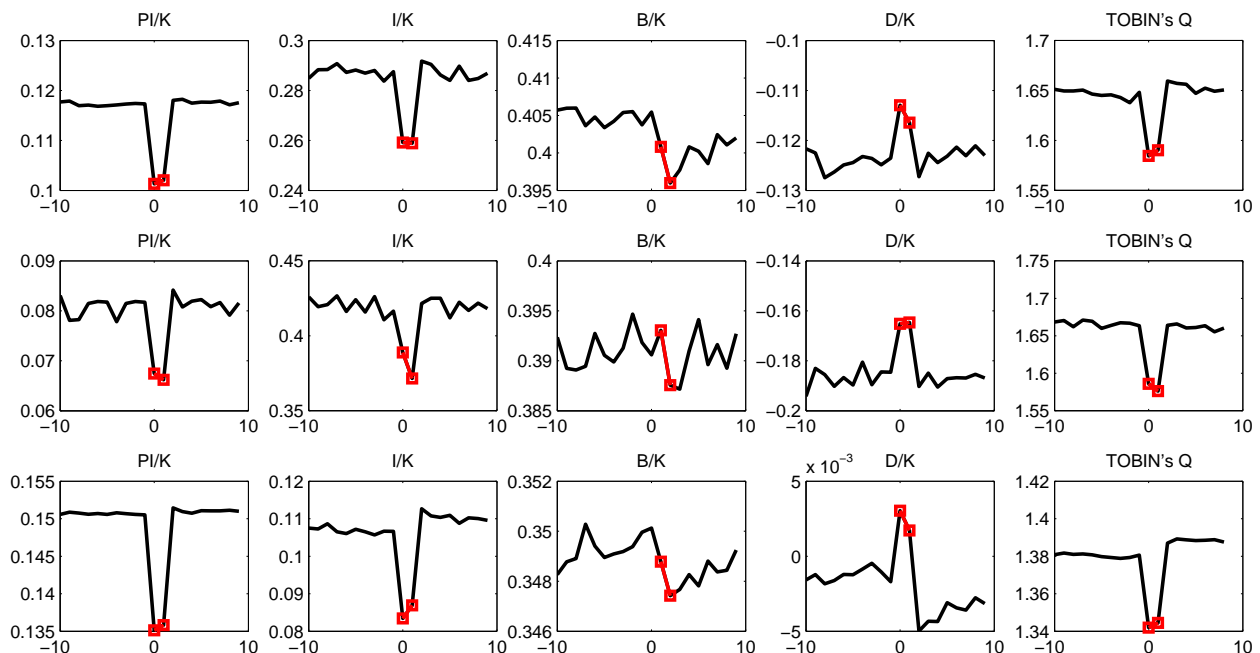 PI/K I/K B/K D/K TOBIN's Q
0.13 0.3 0.415 −0.1 1.7
0.12 0.28 0.41 −0.11 1.65
0.405
0.11 0.26 0.4 −0.12 1.6
0.1 0.24 0.395 −0.13 1.55
−10 0 10 −10 0 10 −10 0 10 −10 0 10 −10 0 10
PI/K I/K B/K D/K TOBIN's Q
0.09 0.45 0.4 −0.14 1.75
1.7
0.08 0.395 −0.16
0.4 1.65
0.07 0.39 −0.18
1.6
0.06 0.35 0.385 −0.2 1.55
−10 0 10 −10 0 10 −10 0 10 −10 0 10 −10 0 10
PI/K I/K B/K D/K TOBIN's Q
x 10−3
0.155 0.12 0.352 5 1.42
0.15 0.11 0.35 1.4
0.145 0.1 0 1.38
0.14 0.09 0.348 1.36
0.135 0.08 0.346 −5 1.34
−10 0 10 −10 0 10 −10 0 10 −10 0 10 −10 0 10